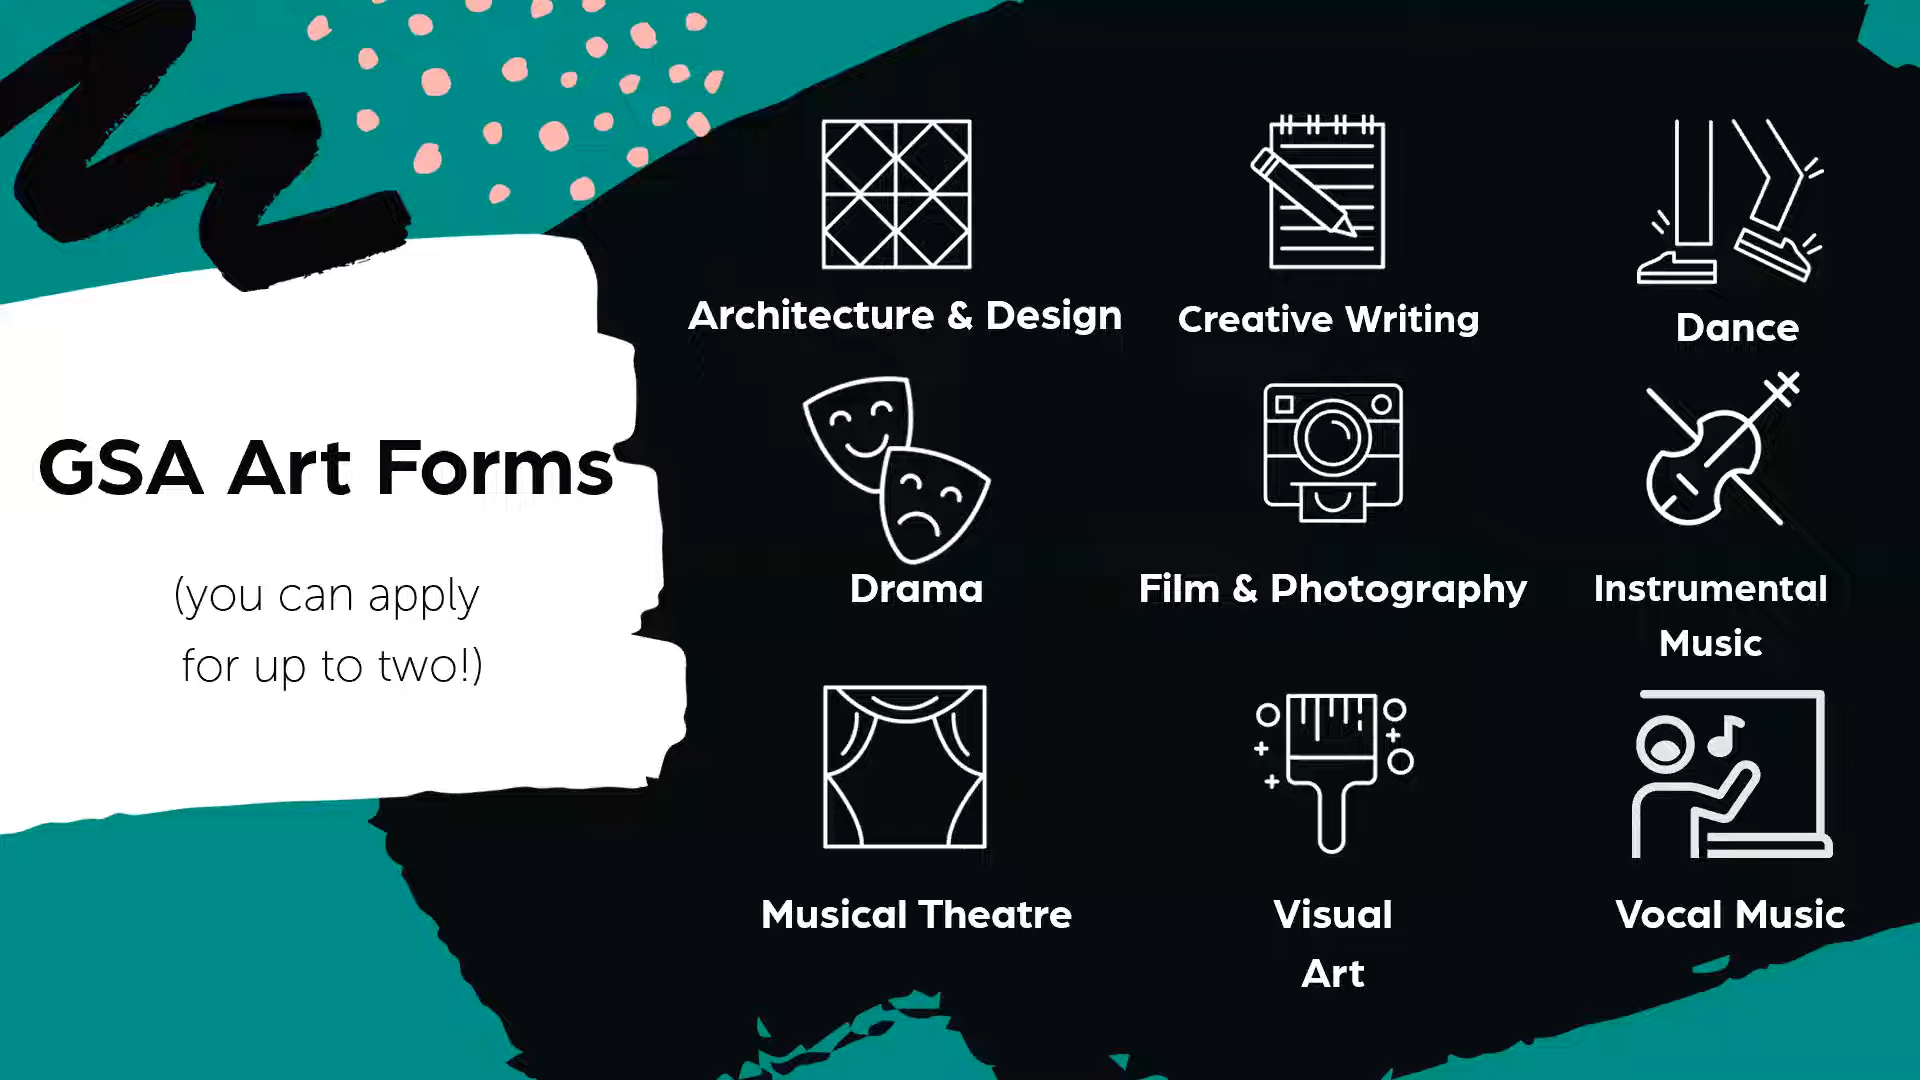 GSA Art Forms
(you can apply
for up to two!)
Architecture & Design
Creative Writing
Dance
Drama
Film & Photography
Instrumental
Music
Musical Theatre
Visual
Art
Vocal Music